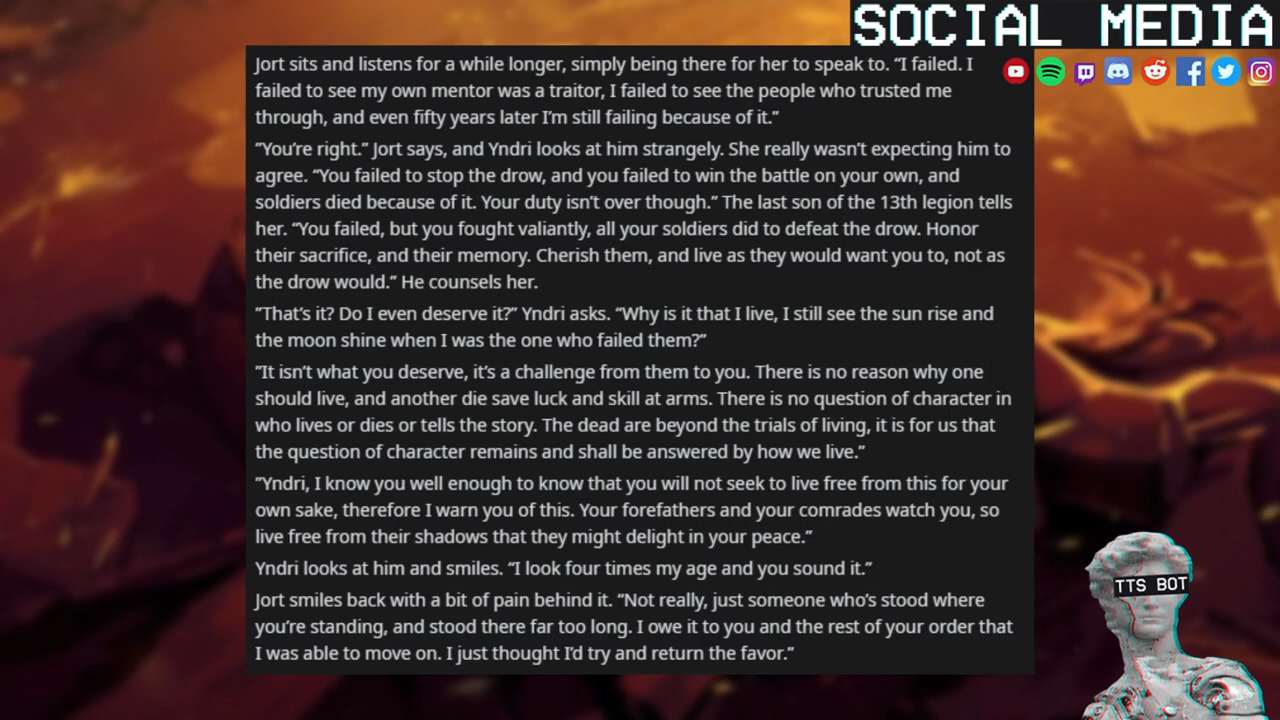 SOCIAL MEDIA
Jort sits and listens for a while longer, simply being there for her to speak to. “I failed. I
failed to see my own mentor was a traitor, I failed to see the people who trusted me
through, and even fifty years later I’m still failing because of it.”
“You’re right.” Jort says, and Yndri looks at him strangely. She really wasn’t expecting him to
agree. “You failed to stop the drow, and you failed to win the battle on your own, and
soldiers died because of it. Your duty isn’t over though.” The last son of the 13th legion tells
her. “You failed, but you fought valiantly, all your soldiers did to defeat the drow. Honor
their sacrifice, and their memory. Cherish them, and live as they would want you to, not as
the drow would.” He counsels her.
“That’s it? Do I even deserve it?” Yndri asks. “Why is it that I live, I still see the sun rise and
the moon shine when I was the one who failed them?”
“It isn’t what you deserve, it’s a challenge from them to you. There is no reason why one
should live, and another die save luck and skill at arms. There is no question of character in
who lives or dies or tells the story. The dead are beyond the trials of living, it is for us that
the question of character remains and shall be answered by how we live.”
“Yndri, I know you well enough to know that you will not seek to live free from this for your
own sake, therefore I warn you of this. Your forefathers and your comrades watch you, so
live free from their shadows that they might delight in your peace.”
Yndri looks at him and smiles. “I look four times my age and you sound it.”
Jort smiles back with a bit of pain behind it. “Not really, just someone who’s stood where
you’re standing, and stood there far too long. I owe it to you and the rest of your order that
I was able to move on. I just thought I’d try and return the favor.”
TTS BOT